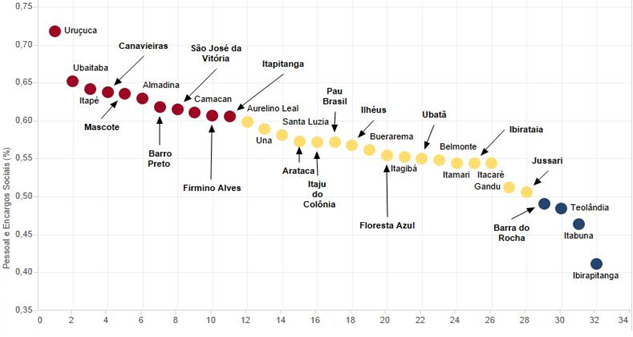 0,75
Uruçuca
0,70
Canavieiras
São José da
Vitória
Ubaitaba
Itapitanga
0,65
Almadina
Itapé
Pau
Brasil
Camacan
Aurelino Leal
Ilhéus
Ubatã
Mascote
Santa Luzia
0,60
Ibirataia
Buerarema
Una
Barro
Preto
Belmonte
Jussari
0,55
Arataca
Itagibá
Itamari
Itacaré
Firmino Alves
Itaju
do
Colônia
Gandu
0,50
Floresta Azul
Barra do
Rocha
Teolândia
0,45
Itabuna
0,40
Ibirapitanga
0,35
Pessoal e Encargos Sociais (%)
0 2 4 6 8 10 12 14 16 18 20 22 24 26 28 30 31 32 34